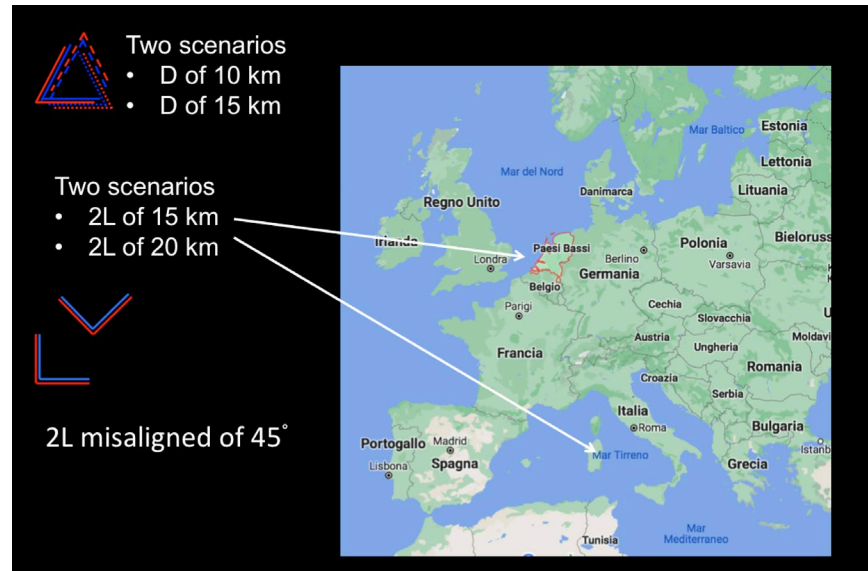 Two scenarios
• D of 10 km
• D of 15 km
Two scenarios
• 2L of 15 km
• 2L of 20 km
2L misaligned of 45°
Mar Baltico
Estonia
Lettonia
Mar del Nord
Danimarca
Lituania
Regno Unito
Irlanda
Paesi Bassi
Berlino
Polonia
Bieloruss
Londra
Varsavia
Germania
Belgio
Parigi
Cechia
Slovacchia
Austria
Moldavi
Francia
Ungheria
Romania
Croazia
Serbia
Italia
Roma
Bulgaria
Portogallo
Madrid
Istanb
Lisbona
Spagna
Mar Tirreno
Grecia
Mar
Mediterraneo
Tunisia